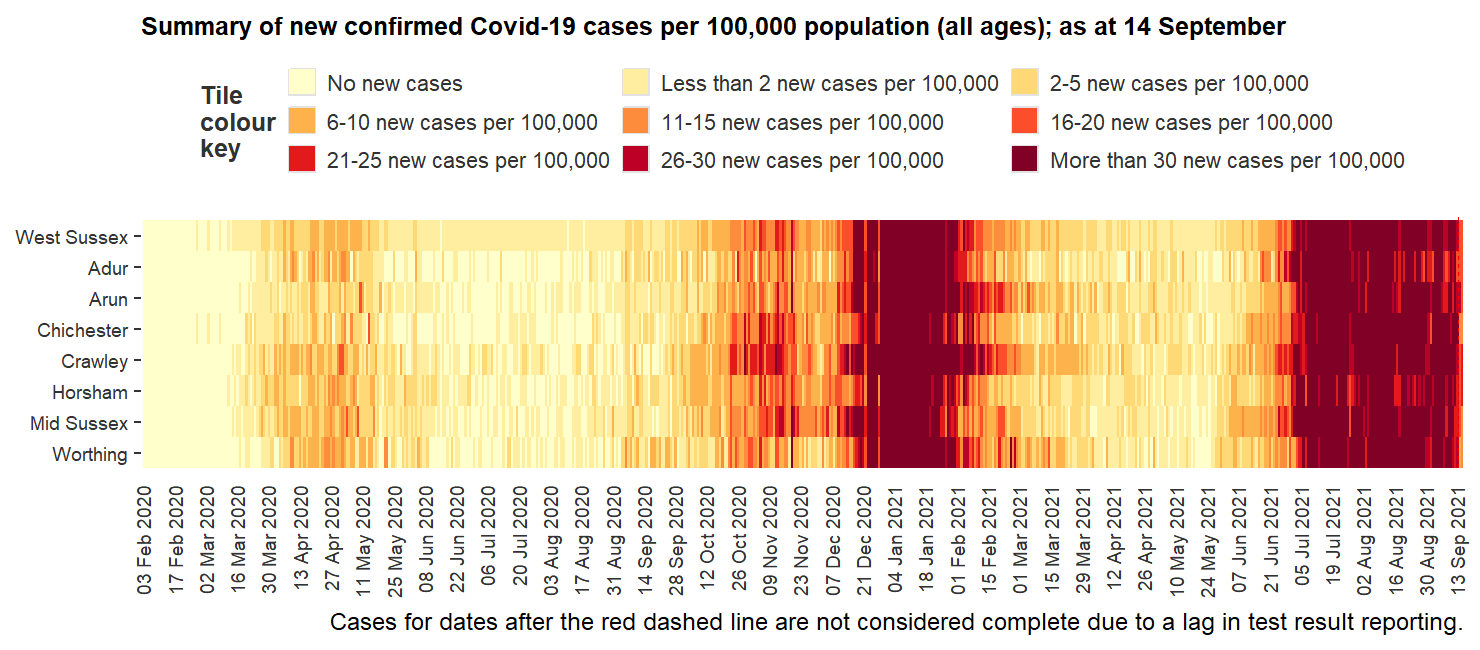 Summary of new confirmed Covid-19 cases per 100,000 population (all ages); as at 14 September
Tile
colour
key
No new cases
Less than 2 new cases per 100,000
2-5 new cases per 100,000
6-10 new cases per 100,000
11-15 new cases per 100,000
16-20 new cases per 100,000
21-25 new cases per 100,000
26-30 new cases per 100,000
More than 30 new cases per 100,000
West Sussex
Adur
Arun
Chichester
Crawley
Horsham
Mid Sussex
Worthing
03 Feb 2020
17 Feb 2020
02 Mar 2020
16 Mar 2020
30 Mar 2020
13 Apr 2020
27 Apr 2020
11 May 2020
25 May 2020
08 Jun 2020
22 Jun 2020
06 Jul 2020
20 Jul 2020
03 Aug 2020
17 Aug 2020
31 Aug 2020
14 Sep 2020
28 Sep 2020
12 Oct 2020
26 Oct 2020
09 Nov 2020
23 Nov 2020
07 Dec 2020
21 Dec 2020
04 Jan 2021
18 Jan 2021
01 Feb 2021
15 Feb 2021
01 Mar 2021
15 Mar 2021
29 Mar 2021
12 Apr 2021
26 Apr 2021
10 May 2021
24 May 2021
07 Jun 2021
21 Jun 2021
05 Jul 2021
19 Jul 2021
02 Aug 2021
16 Aug 2021
30 Aug 2021
13 Sep 2021
Cases for dates after the red dashed line are not considered complete due to a lag in test result reporting.